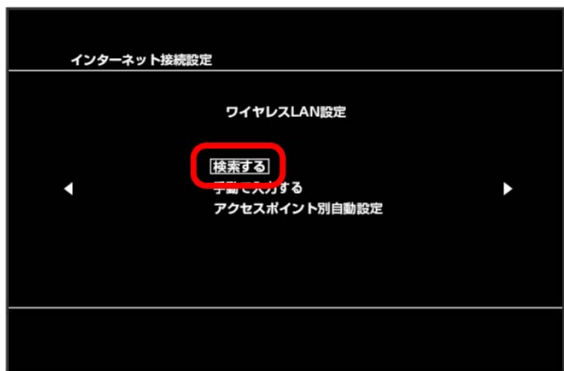 インターネット接続設定
ワイヤレスLAN設定
検索する
手動で入力する
アクセスポイント別自動設定